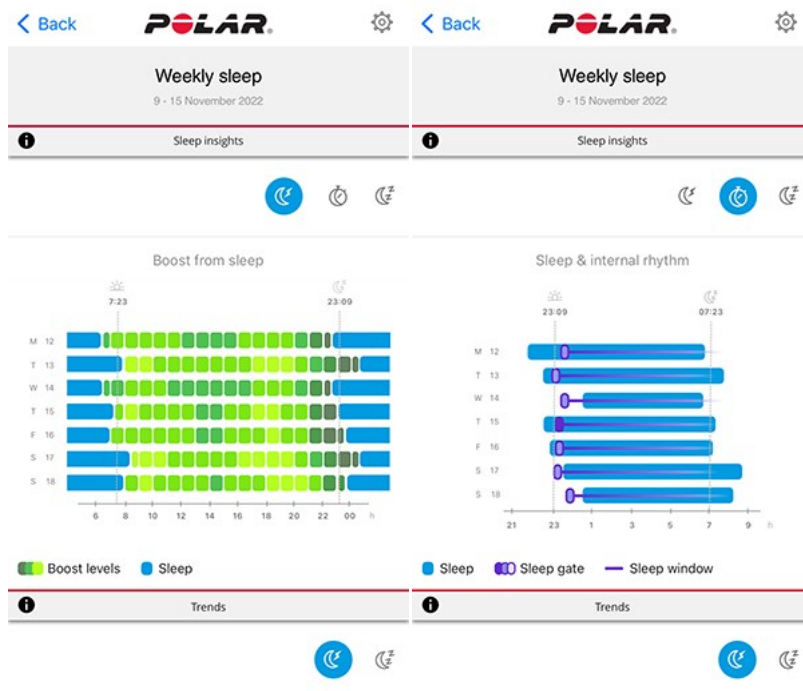 Back
POLAR.
Weekly sleep
9 - 15 November 2022
Sleep insights
Boost from sleep
7:23 23:09
M 12
T 13
W 14
T 15
F 16
S 17
S 18
6 8 10 12 14 16 18 20 22 00 h
Boost levels Sleep
Trends
Back
POLAR.
Weekly sleep
9 - 15 November 2022
Sleep insights
Sleep & internal rhythm
23:09 07:23
M 12
T 13
W 14
T 15
F 16
S 17
S 18
21 23 1 3 5 7 9 h
Sleep Sleep gate Sleep window
Trends